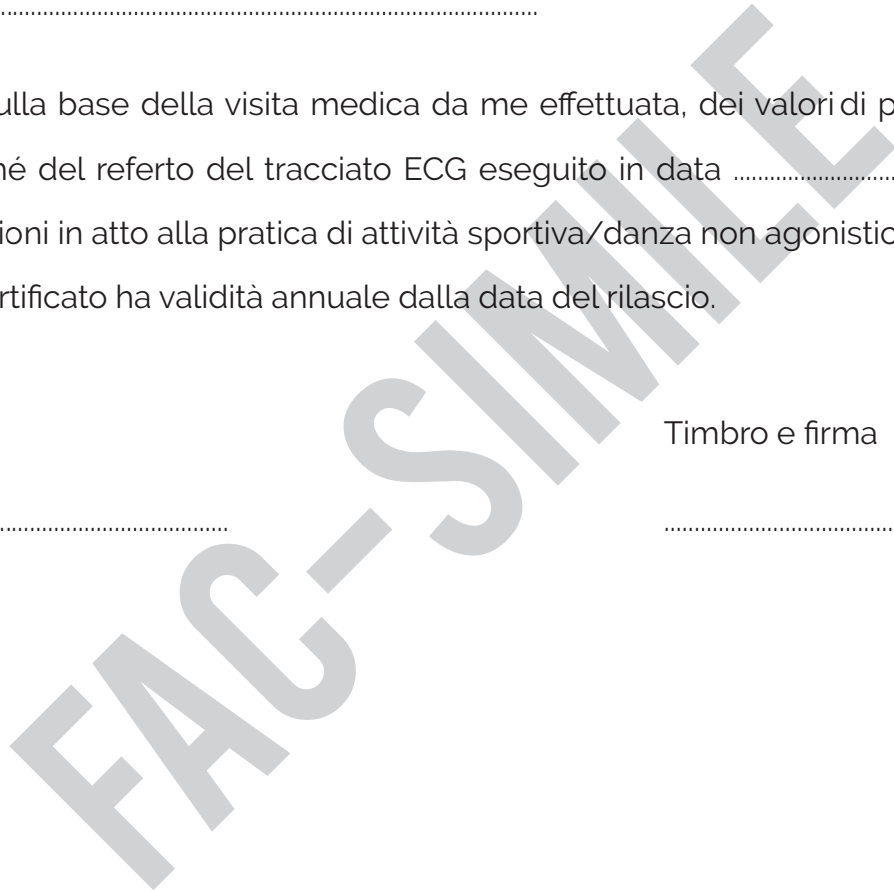 ulla base della visita medica da me effettuata, dei valori di p
né del referto del tracciato ECG eseguito in data ........................
ioni in atto alla pratica di attività sportiva/danza non agonistic
rtificato ha validità annuale dalla data del rilascio.
Timbro e firma
FAC-SIMILE